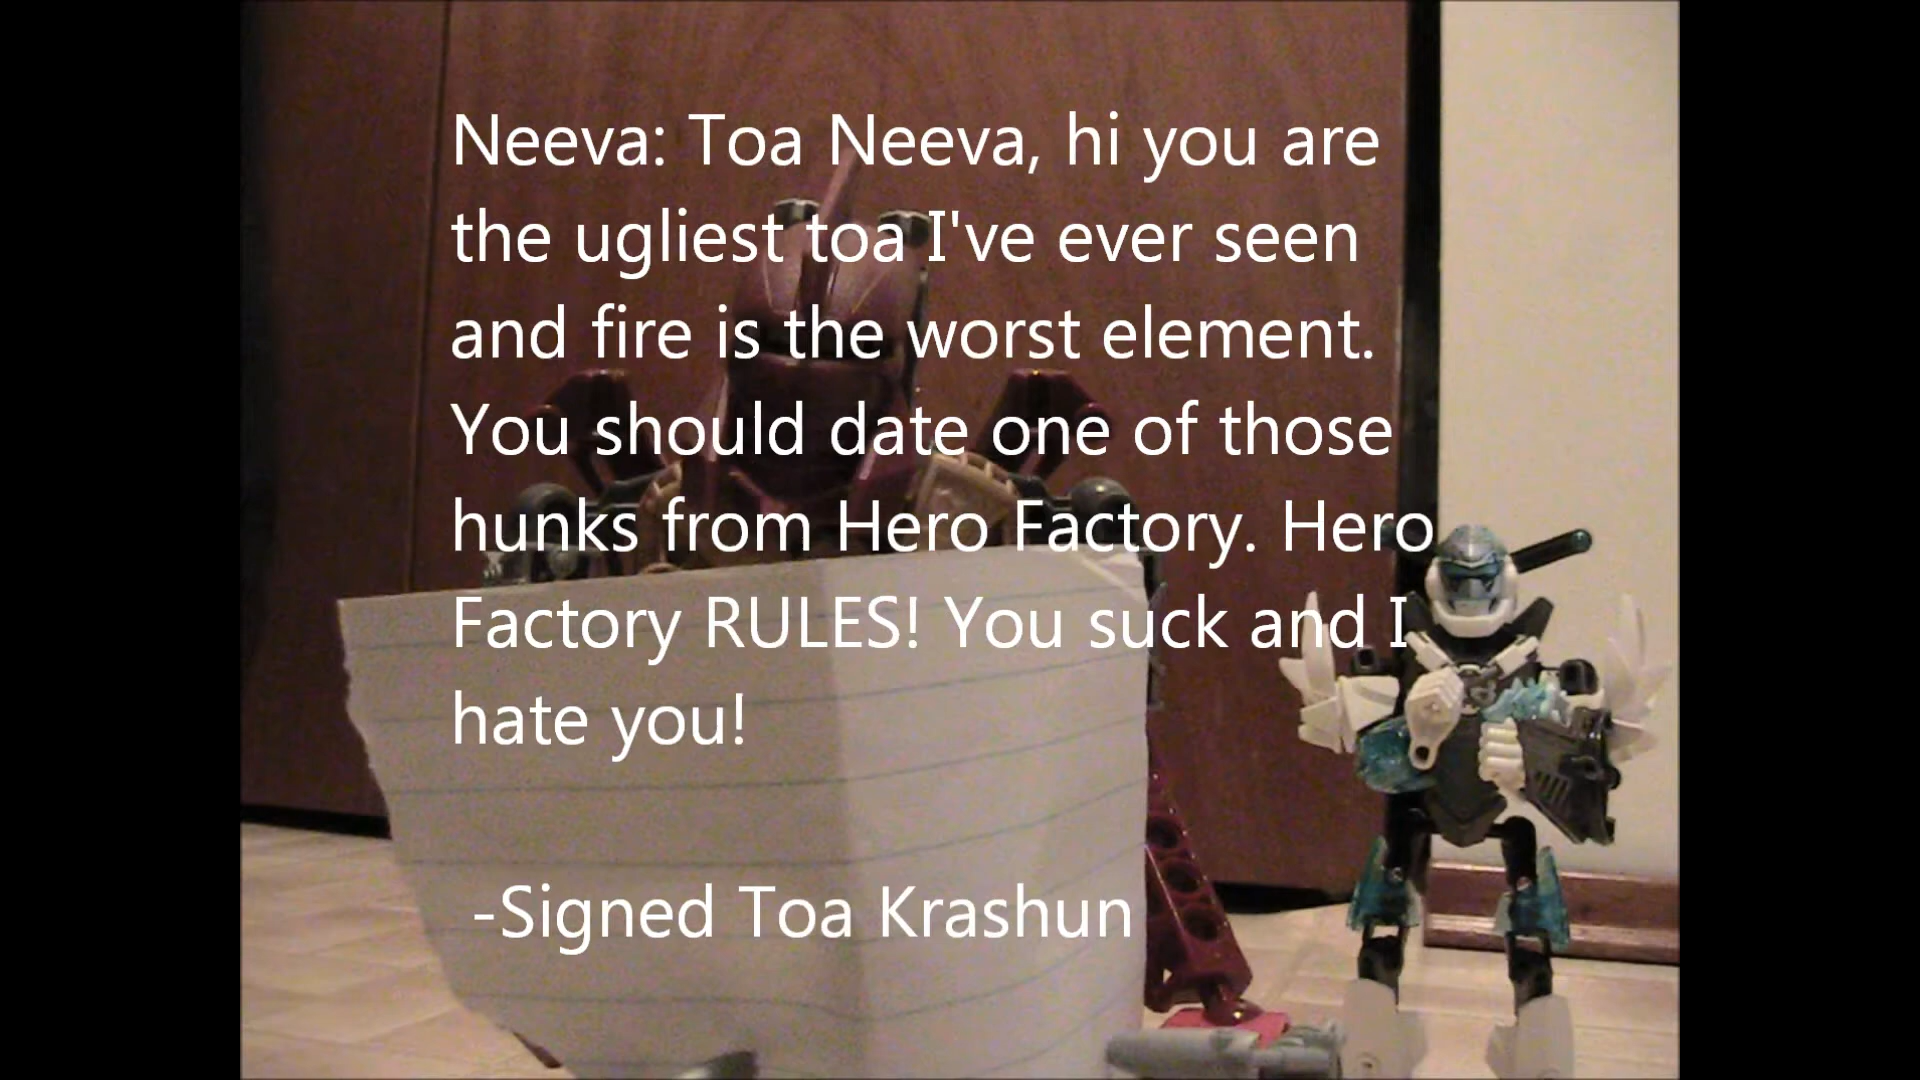 Neeva: Toa Neeva, hi you are
the ugliest toa I've ever seen
and fire is the worst element.
You should date one of those
hunks from Hero Factory. Hero
Factory RULES! You suck and I
hate you!
-Signed Toa Krashun